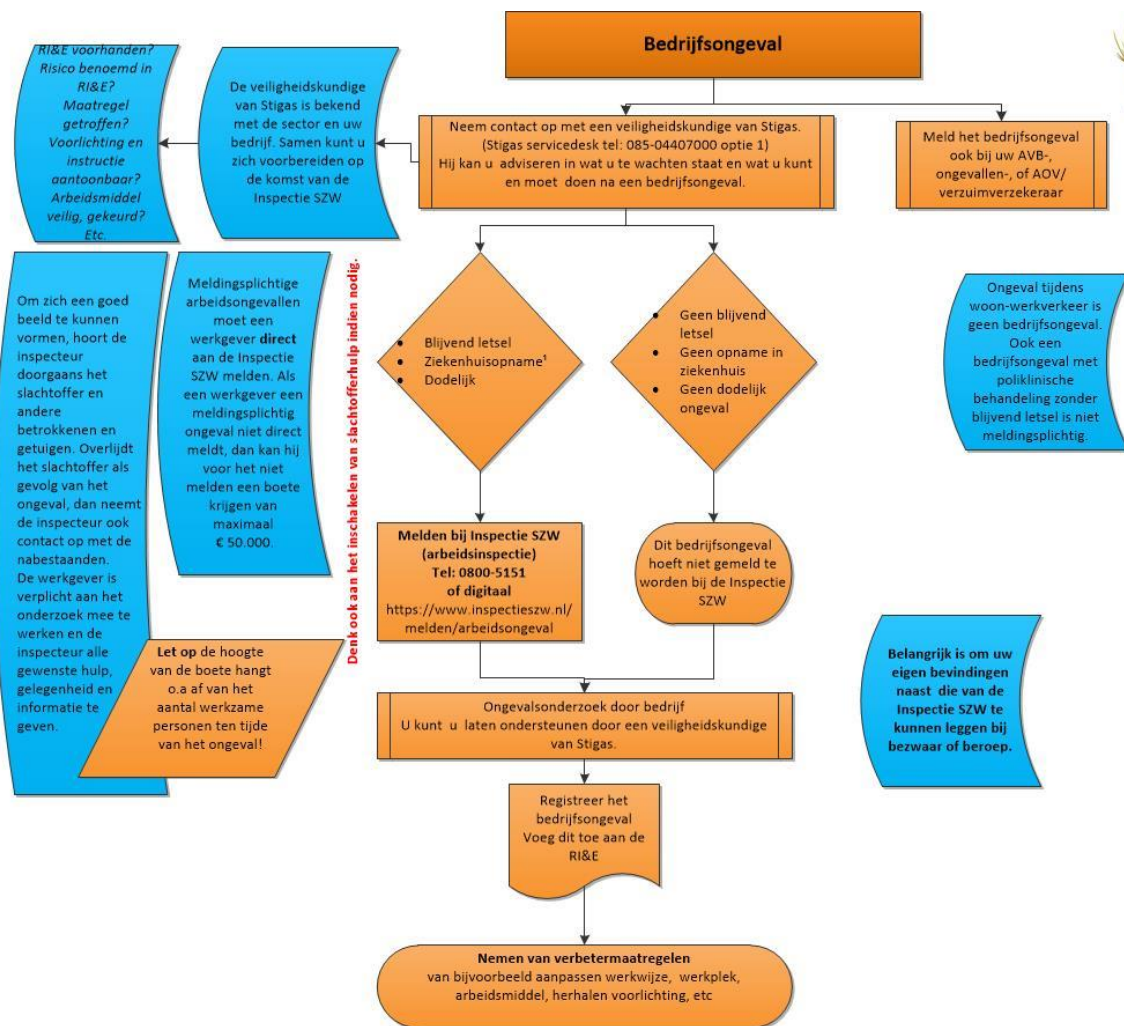 Bedrijfsongeval
RI&E voorhanden?
Risico benoemd in
RI&E?
Maatregel
getroffen?
Voorlichting en
instructie
aantoonbaar?
Arbeidsmiddel
veilig, gekeurd?
Etc.
De veiligheidskundige
van Stigas is bekend
met de sector en uw
bedrijf. Samen kunt u
zich voorbereiden op
de komst van de
Inspectie SZW
Neem contact op met een veiligheidskundige van Stigas.
(Stigas servicedesk tel: 085-04407000 optie 1)
Hij kan u adviseren in wat u te wachten staat en wat u kunt
en moet doen na een bedrijfsongeval.
Meld het bedrijfsongeval
ook bij uw AVB-,
ongevallen-, of AOV/
verzuimverzekeraar
Om zich een goed
beeld te kunnen
vormen, hoort de
inspecteur
doorgaans het
slachtoffer en
andere
betrokkenen en
getuigen. Overlijdt
het slachtoffer als
gevolg van het
ongeval, dan neemt
de inspecteur ook
contact op met de
nabestaanden.
De werkgever is
verplicht aan het
onderzoek mee te
werken en de
inspecteur alle
gewenste hulp,
gelegenheid en
informatie te
geven.
Meldingsplichtige
arbeidsongevallen
moet een
werkgever direct
aan de Inspectie
SZW melden. Als
een werkgever een
meldingsplichtig
ongeval niet direct
meldt, dan kan hij
voor het niet
melden een boete
krijgen van
maximaal
€ 50.000.
Let op de hoogte
van de boete hangt
o.a af van het
aantal werkzame
personen ten tijde
van het ongeval!
Denk ook aan het inschakelen van slachtofferhulp indien nodig.
• Blijvend letsel
• Ziekenhuisopname¹
• Dodelijk
• Geen blijvend
letsel
• Geen opname in
ziekenhuis
• Geen dodelijk
ongeval
Ongeval tijdens
woon-werkverkeer is
geen bedrijfsongeval.
Ook een
bedrijfsongeval met
poliklinische
behandeling zonder
blijvend letsel is niet
meldingsplichtig.
Melden bij Inspectie SZW
(arbeidsinspectie)
Tel: 0800-5151
of digitaal
https://www.inspectieszw.nl/
melden/arbeidsongeval
Dit bedrijfsongeval
hoeft niet gemeld te
worden bij de Inspectie
SZW
Belangrijk is om uw
eigen bevindingen
naast die van de
Inspectie SZW te
kunnen leggen bij
bezwaar of beroep.
Ongevalsonderzoek door bedrijf
U kunt u laten ondersteunen door een veiligheidskundige
van Stigas.
Registreer het
bedrijfsongeval
Voeg dit toe aan de
RI&E
Nemen van verbetermaatregelen
van bijvoorbeeld aanpassen werkwijze, werkplek,
arbeidsmiddel, herhalen voorlichting, etc